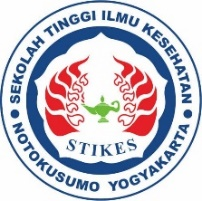 SEKOLAH TINGGI ILMU KESEHATAN
STIKES
NOTOKUSUMO YOGYAKARTA